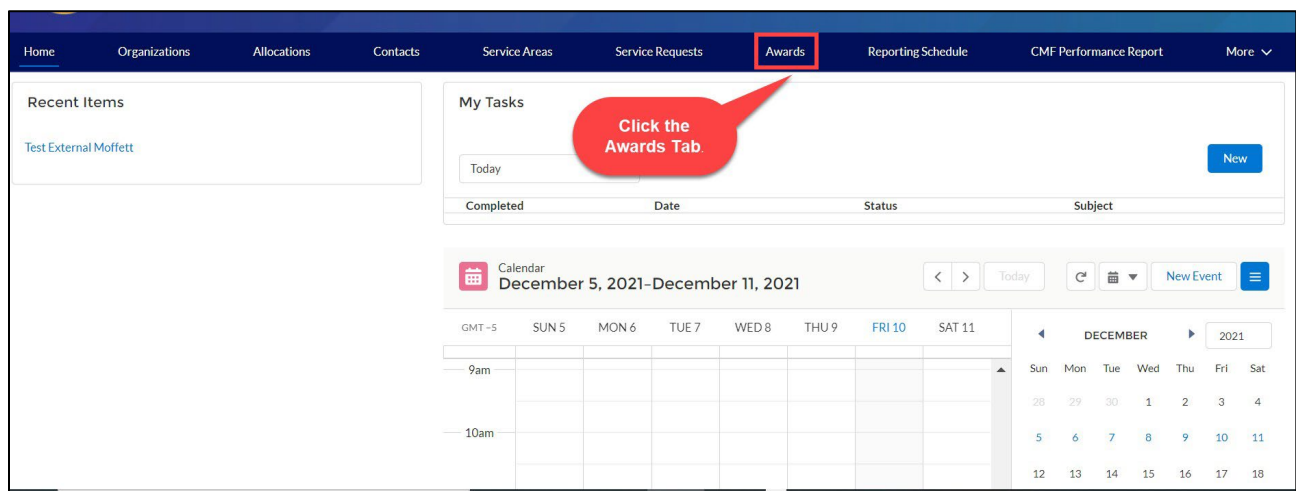 Home Organizations Allocations Contacts Service Areas Service Requests Awards Reporting Schedule CMF Performance Report More
Recent Items
Test External Moffett
My Tasks
Click the
Awards Tab.
Today
New
Completed Date Status Subject
Calendar
December 5, 2021–December 11, 2021
Today
New Event
GMT −5 SUN 5 MON 6 TUE 7 WED 8 THU 9 FRI 10 SAT 11
9am
10am
DECEMBER 2021
Sun Mon Tue Wed Thu Fri Sat
28 29 30 1 2 3 4
5 6 7 8 9 10 11
12 13 14 15 16 17 18